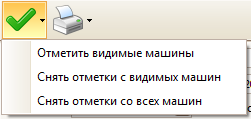 Отметить видимые машины
Снять отметки с видимых машин
Снять отметки со всех машин